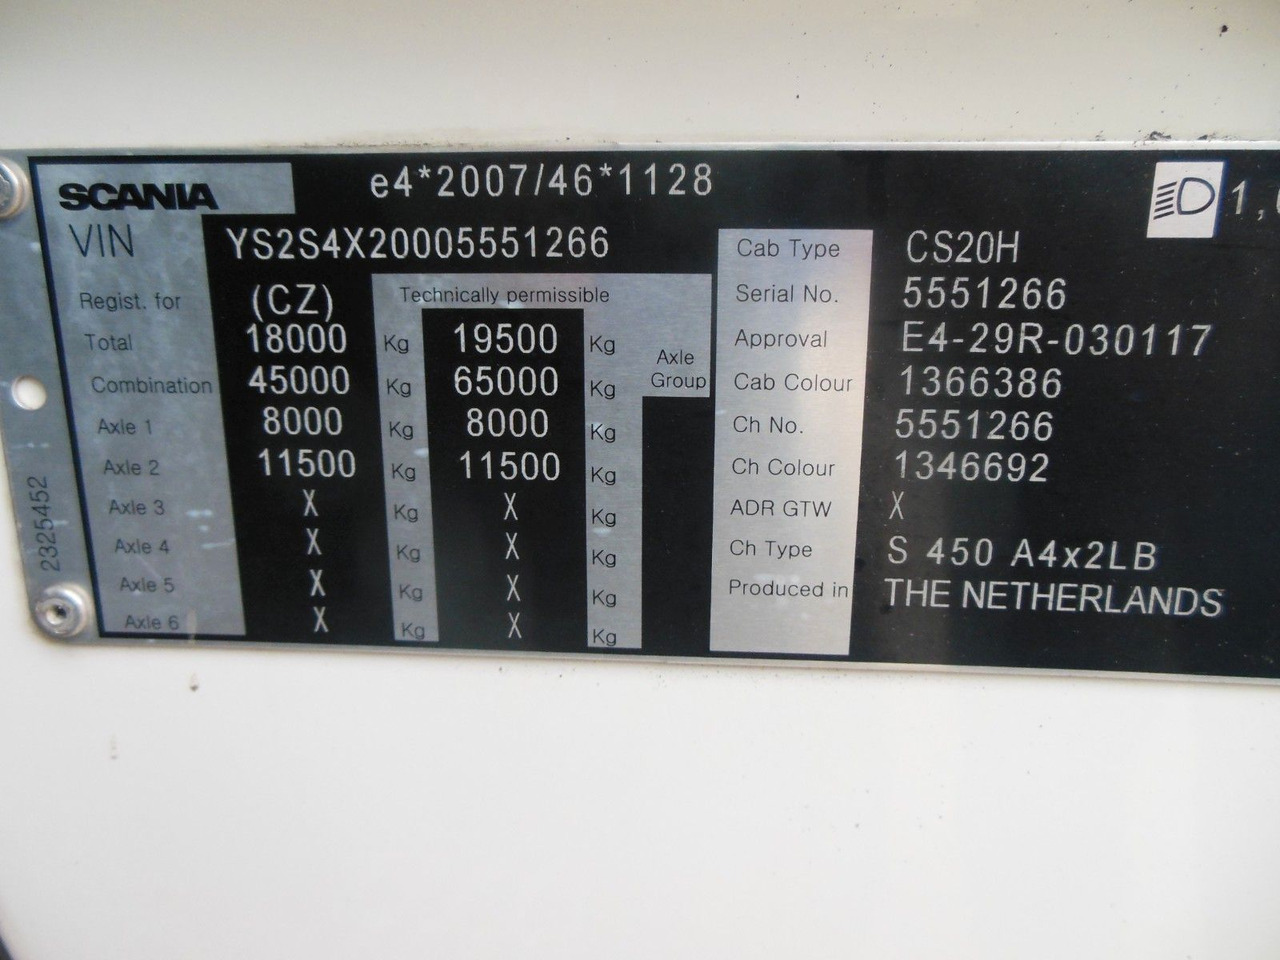 SCANIA e4*2007/46*1128 1,
VIN YS2S4X20005551266
Regist. for (CZ) Technically permissible
Total 18000 Kg 19500 Kg
Combination 45000 Kg 65000 Kg Axle Group
Axle 1 8000 Kg 8000 Kg
Axle 2 11500 Kg 11500 Kg
Axle 3 X Kg X Kg
Axle 4 X Kg X Kg
Axle 5 X Kg X Kg
Axle 6 X Kg X Kg
Cab Type CS20H
Serial No. 5551266
Approval E4-29R-030117
Cab Colour 1366386
Ch No. 5551266
Ch Colour 1346692
ADR GTW X
Ch Type S 450 A4x2LB
Produced in THE NETHERLANDS
2325452